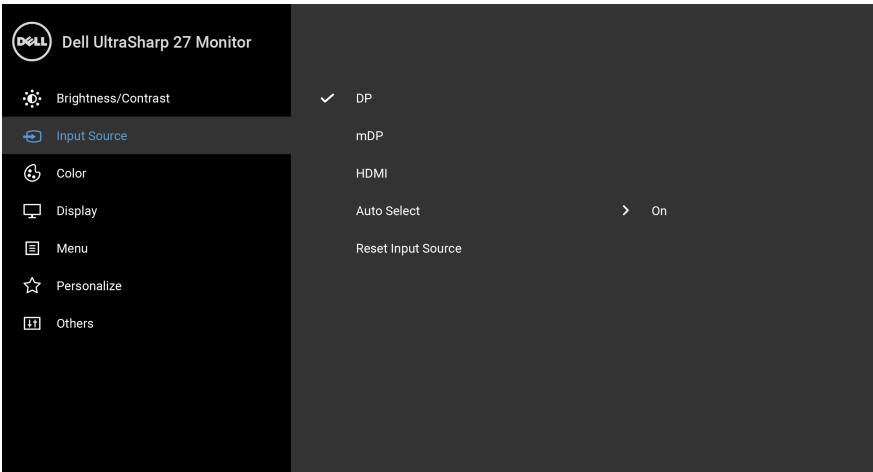 DELL Dell UltraSharp 27 Monitor
Brightness/Contrast
Input Source
Color
Display
Menu
Personalize
Others
DP
mDP
HDMI
Auto Select On
Reset Input Source